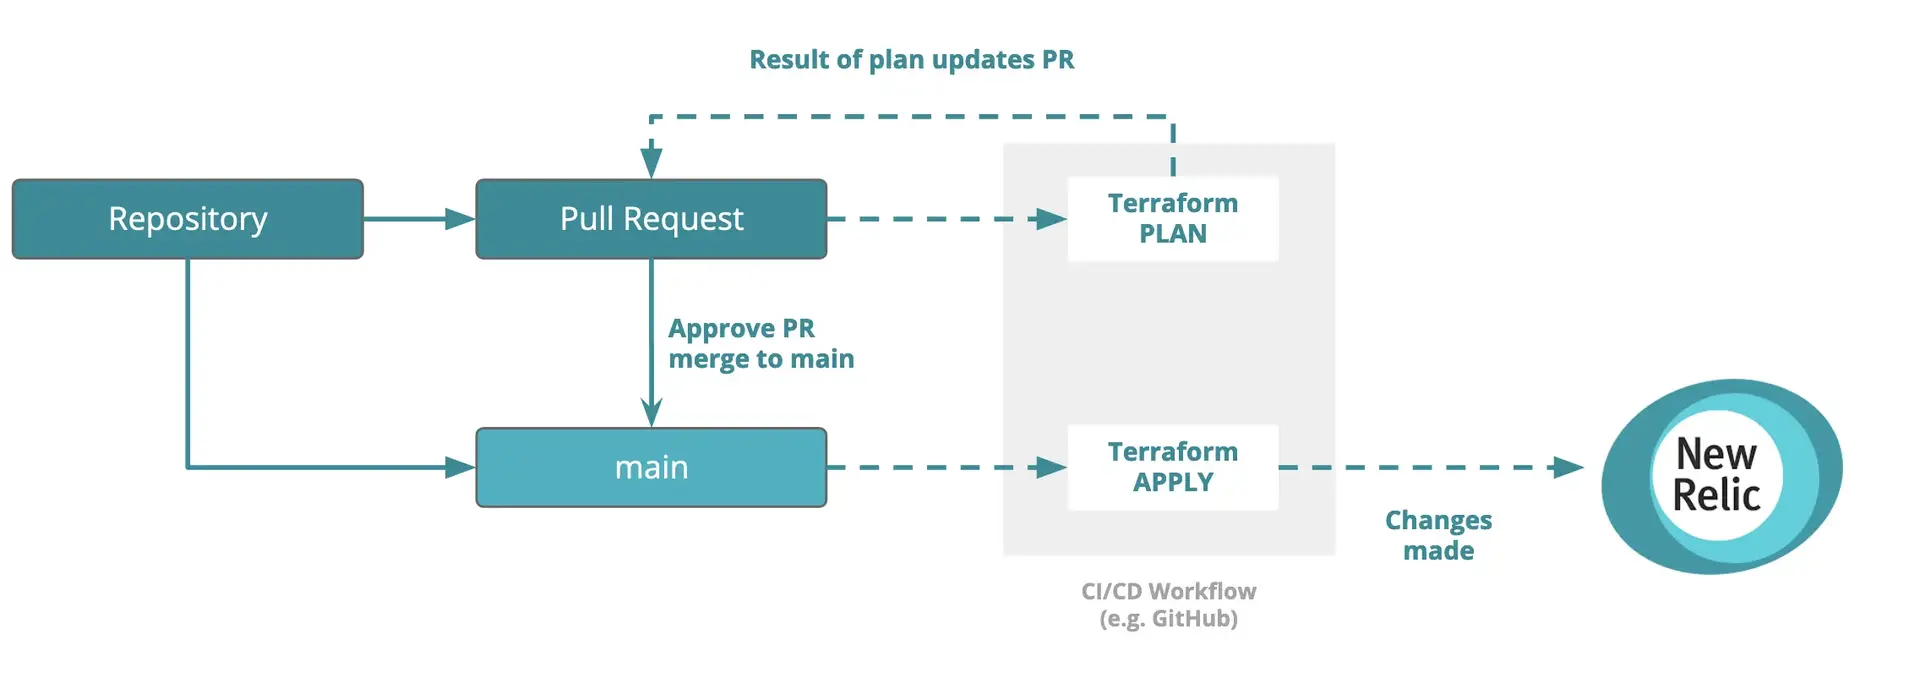 Result of plan updates PR
Repository
Pull Request
Terraform
PLAN
Approve PR
merge to main
main
Terraform
APPLY
Changes
made
New
Relic
CI/CD Workflow
(e.g. GitHub)